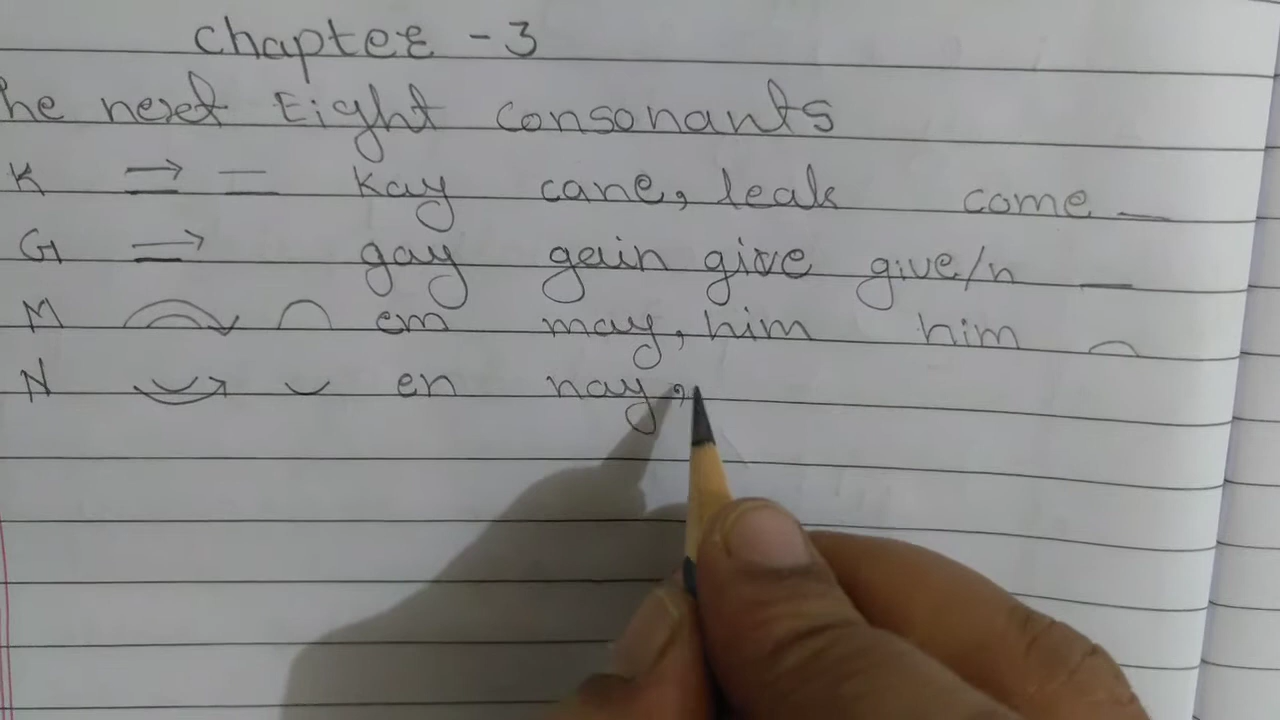 Chapter - 3
he next Eight Consonants
K kay cane, leak come
G gay gain give give/n
M em may, him him
N en nay,